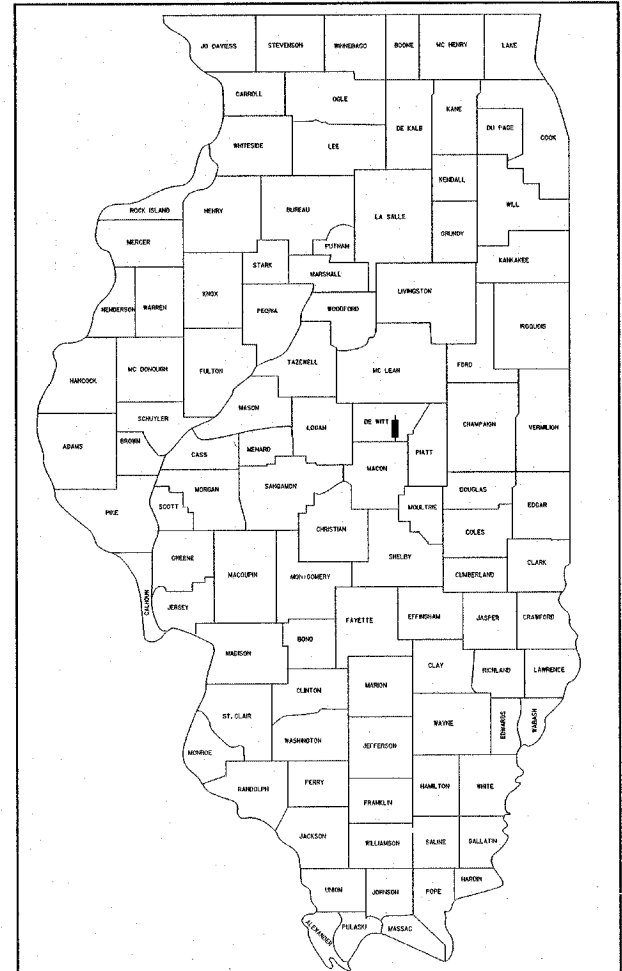 JO DAVIESS
STEVENSON
WINNEBAGO
BOONE
MC HENRY
LAKE
CARROLL
OGLE
DE KALB
KANE
DU PAGE
COOK
WHITESIDE
LEE
KENDALL
WILL
ROCK ISLAND
HENRY
BUREAU
LA SALLE
GRUNDY
MERCER
PUTNAM
KANKAKEE
STARK
MARSHALL
LIVINGSTON
HENDERSON
WARREN
KNOX
PEORIA
WOODFORD
IROQUOIS
TAZEWELL
MC LEAN
FORD
HANCOCK
MC DONOUGH
FULTON
MASON
LOGAN
DE WITT
CHAMPAIGN
VERMILION
SCHUYLER
ADAMS
BROWN
CASS
MENARD
PIATT
MACON
MORGAN
SANGAMON
DOUGLAS
EDGAR
PIKE
SCOTT
MOULTRIE
COLES
CHRISTIAN
SHELBY
GREENE
MACOUPIN
MONTGOMERY
CUMBERLAND
CLARK
CALHOUN
JERSEY
FAYETTE
EFFINGHAM
JASPER
CRAWFORD
BOND
MADISON
CLAY
RICHLAND
LAWRENCE
CLINTON
MARION
ST. CLAIR
WAYNE
EDWARDS
WABASH
WASHINGTON
JEFFERSON
MONROE
RANDOLPH
PERRY
HAMILTON
WHITE
FRANKLIN
JACKSON
WILLIAMSON
SALINE
GALLATIN
HARDIN
UNION
JOHNSON
POPE
ALEXANDER
PULASKI
MASSAC